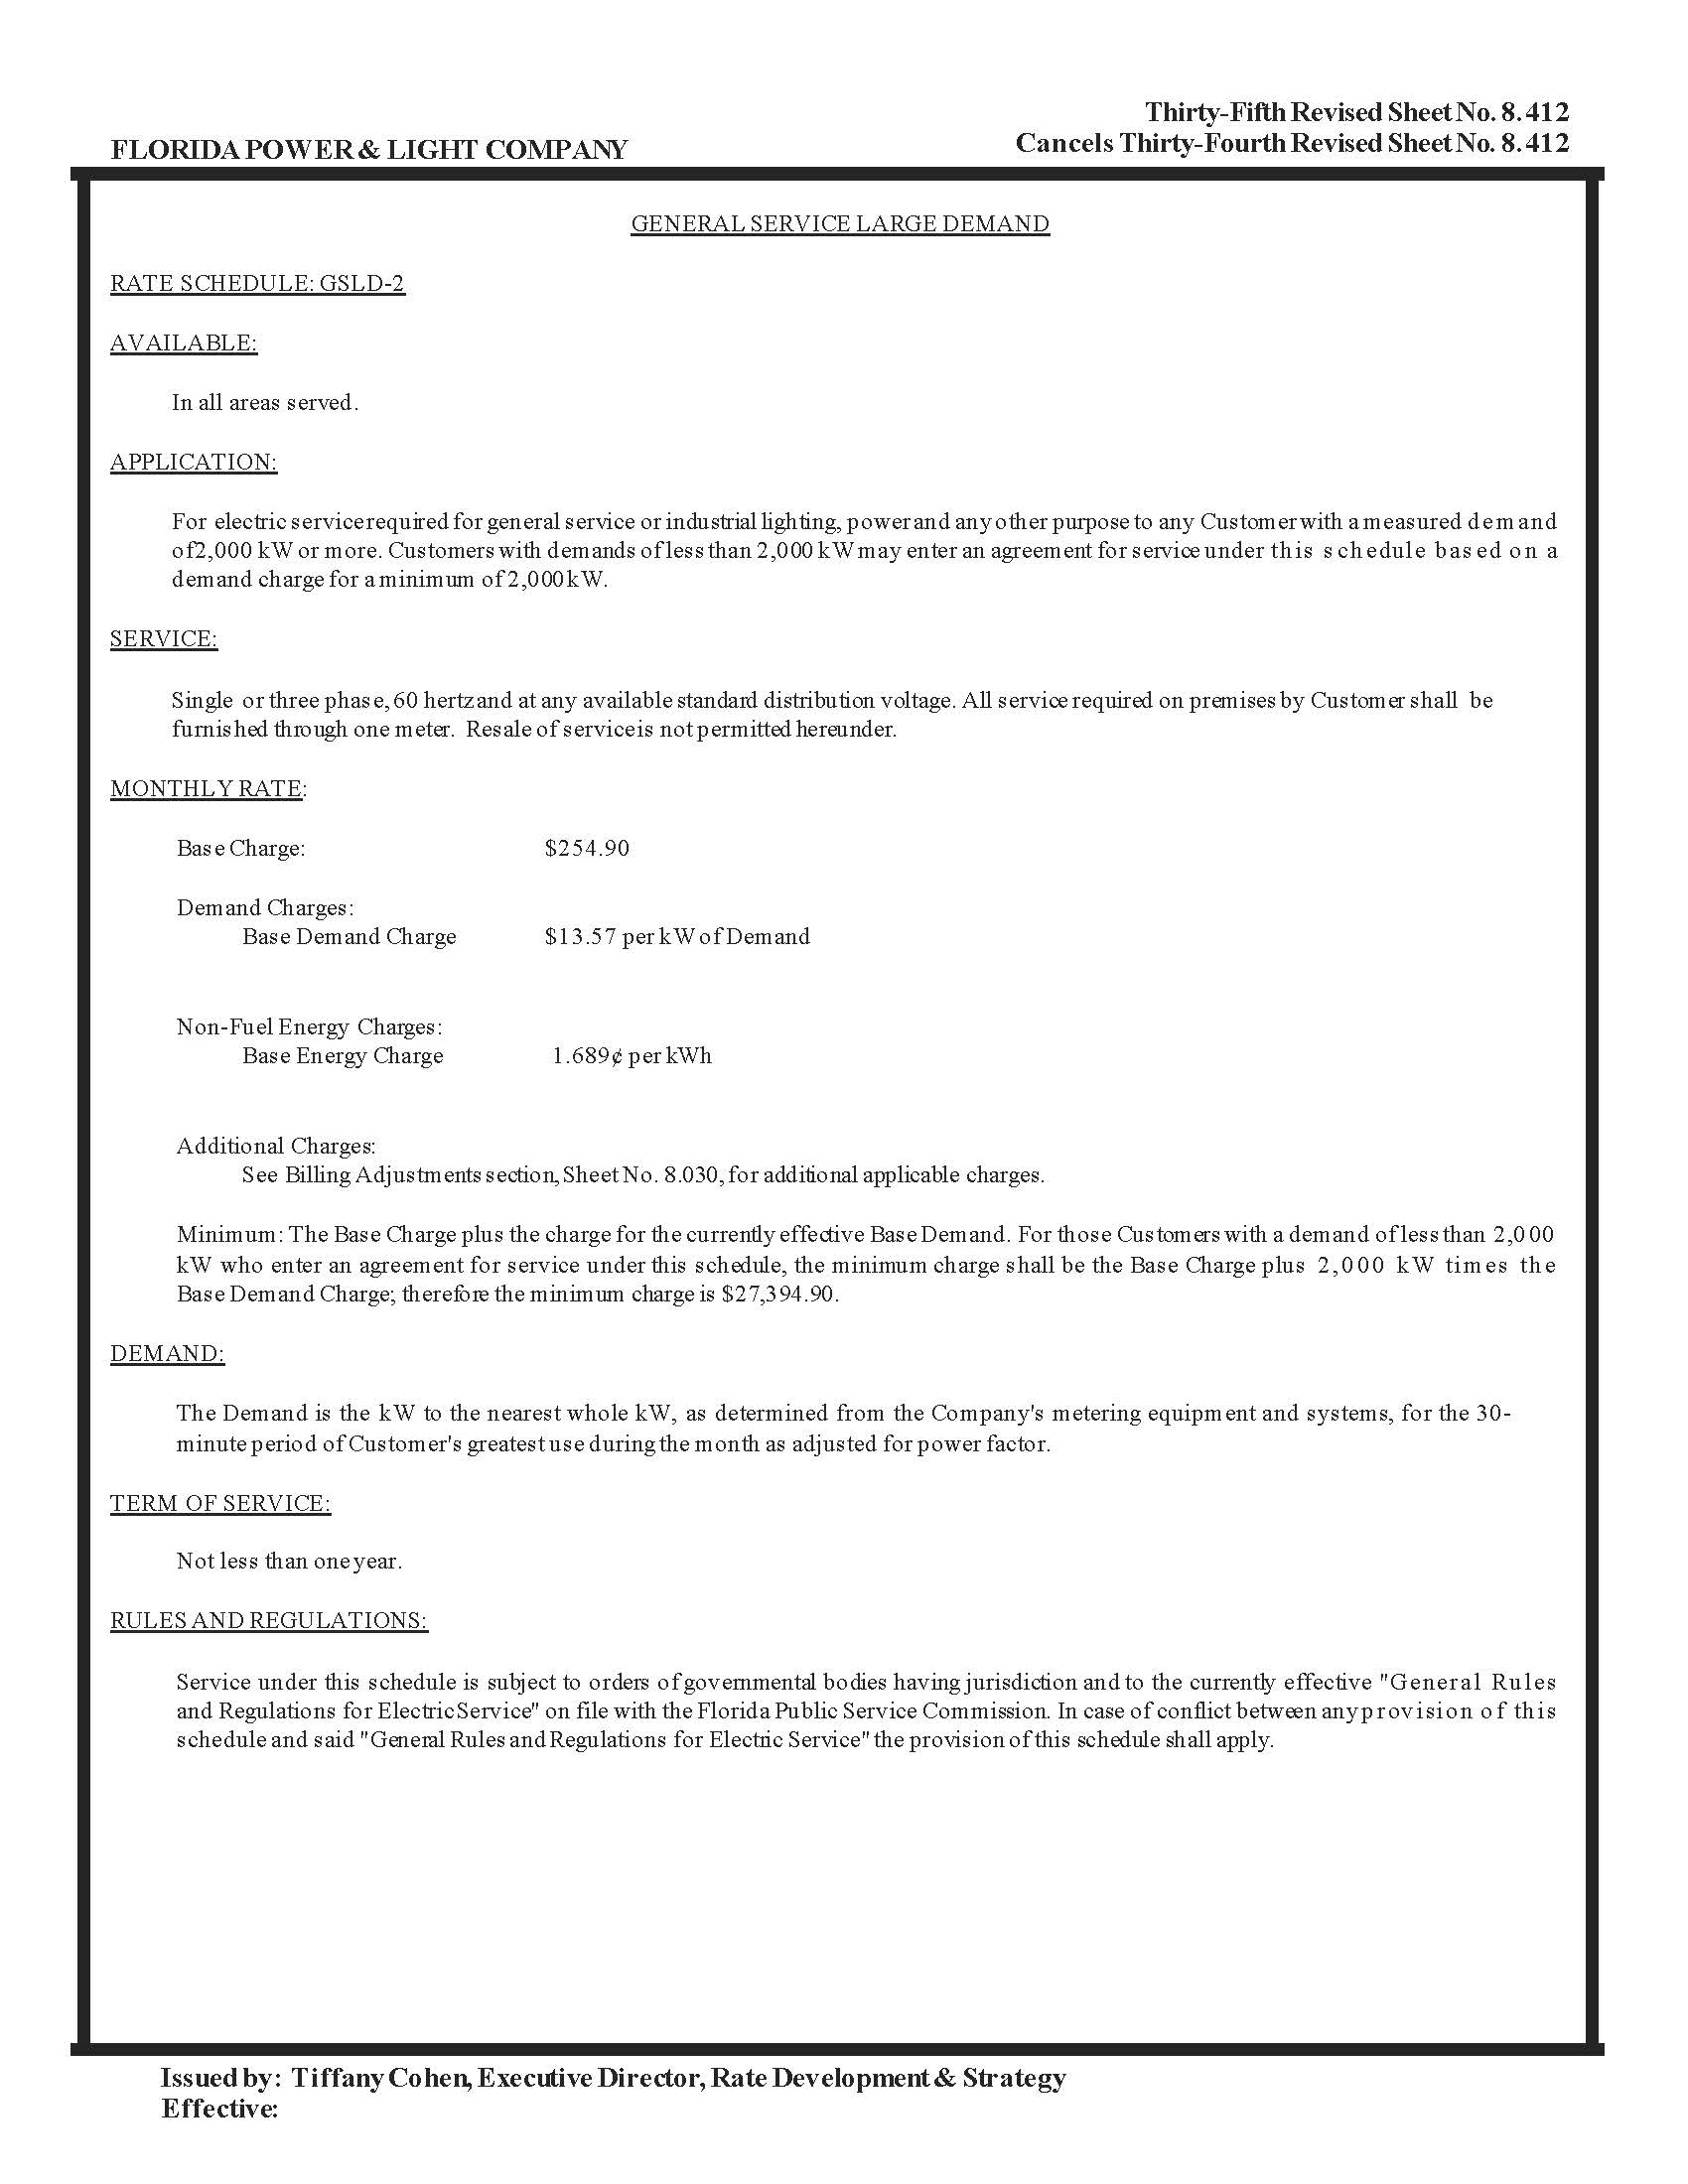 Thirty-Fifth Revised Sheet No. 8.412
FLORIDA POWER & LIGHT COMPANY
Cancels Thirty-Fourth Revised Sheet No. 8.412
GENERAL SERVICE LARGE DEMAND
RATE SCHEDULE: GSLD-2
AVAILABLE:
In all areas served.
APPLICATION:
For electric service required for general service or industrial lighting, power and any other purpose to any Customer with a measured demand
of 2,000 kW or more. Customers with demands of less than 2,000 kW may enter an agreement for service under this schedule based on a
demand charge for a minimum of 2,000 kW.
SERVICE:
Single or three phase, 60 hertz and at any available standard distribution voltage. All service required on premises by Customer shall be
furnished through one meter. Resale of service is not permitted hereunder.
MONTHLY RATE:
Base Charge: $254.90
Demand Charges:
Base Demand Charge $13.57 per kW of Demand
Non-Fuel Energy Charges:
Base Energy Charge 1.689¢ per kWh
Additional Charges:
See Billing Adjustments section, Sheet No. 8.030, for additional applicable charges.
Minimum: The Base Charge plus the charge for the currently effective Base Demand. For those Customers with a demand of less than 2,000
kW who enter an agreement for service under this schedule, the minimum charge shall be the Base Charge plus 2,000 kW times the
Base Demand Charge; therefore the minimum charge is $27,394.90.
DEMAND:
The Demand is the kW to the nearest whole kW, as determined from the Company's metering equipment and systems, for the 30-
minute period of Customer's greatest use during the month as adjusted for power factor.
TERM OF SERVICE:
Not less than one year.
RULES AND REGULATIONS:
Service under this schedule is subject to orders of governmental bodies having jurisdiction and to the currently effective "General Rules
and Regulations for Electric Service" on file with the Florida Public Service Commission. In case of conflict between any provision of this
schedule and said "General Rules and Regulations for Electric Service" the provision of this schedule shall apply.
Issued by: Tiffany Cohen, Executive Director, Rate Development & Strategy
Effective: